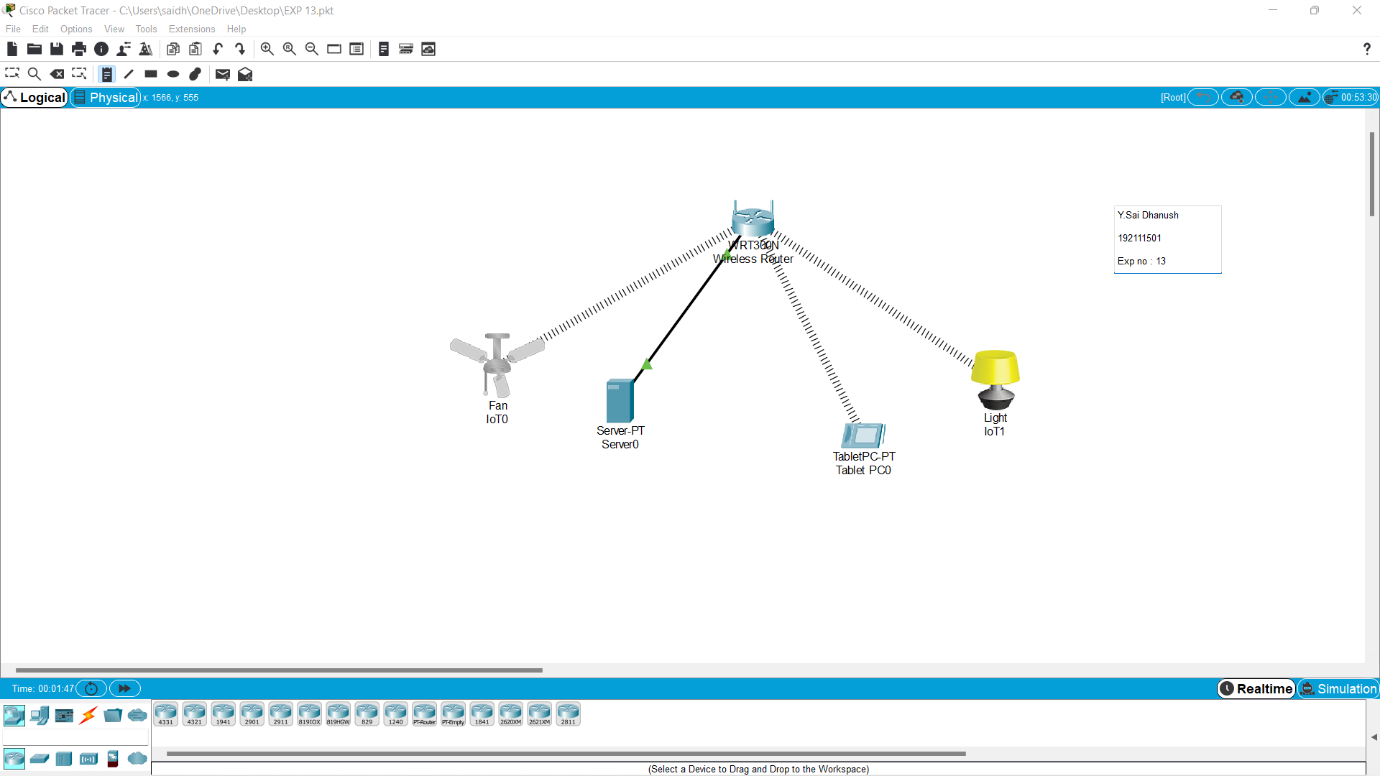 Cisco Packet Tracer - C:\Users\saidh\OneDrive\Desktop\EXP 13.pkt
File Edit Options View Tools Extensions Help
?
Logical Physical x: 1566, y: 555 [Root] 00:53:30
WRT300N
Wireless Router
Y.Sai Dhanush
192111501
Exp no : 13
Fan
IoT0
Server-PT
Server0
TabletPC-PT
Tablet PC0
Light
IoT1
Time: 00:01:47 Realtime Simulation
4331 4321 1941 2901 2911 819IOX 819HGW 829 1240 PT-Router PT-Empty 1841 2620XM 2621XM 2811
(Select a Device to Drag and Drop to the Workspace)